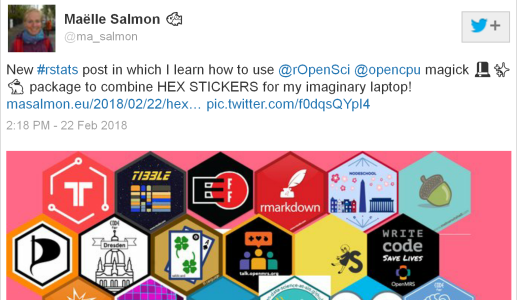 Maëlle Salmon
@ma_salmon
New #rstats post in which I learn how to use @rOpenSci @opencpu magick
package to combine HEX STICKERS for my imaginary laptop!
masalmon.eu/2018/02/22/hex… pic.twitter.com/f0dqsQYpI4
2:18 PM - 22 Feb 2018
TIBBLE
EFF
rmarkdown
NODESCHOOL
Dresden
talk.openmrs.org
WRITE
code
SAVE LIVES
OpenMRS